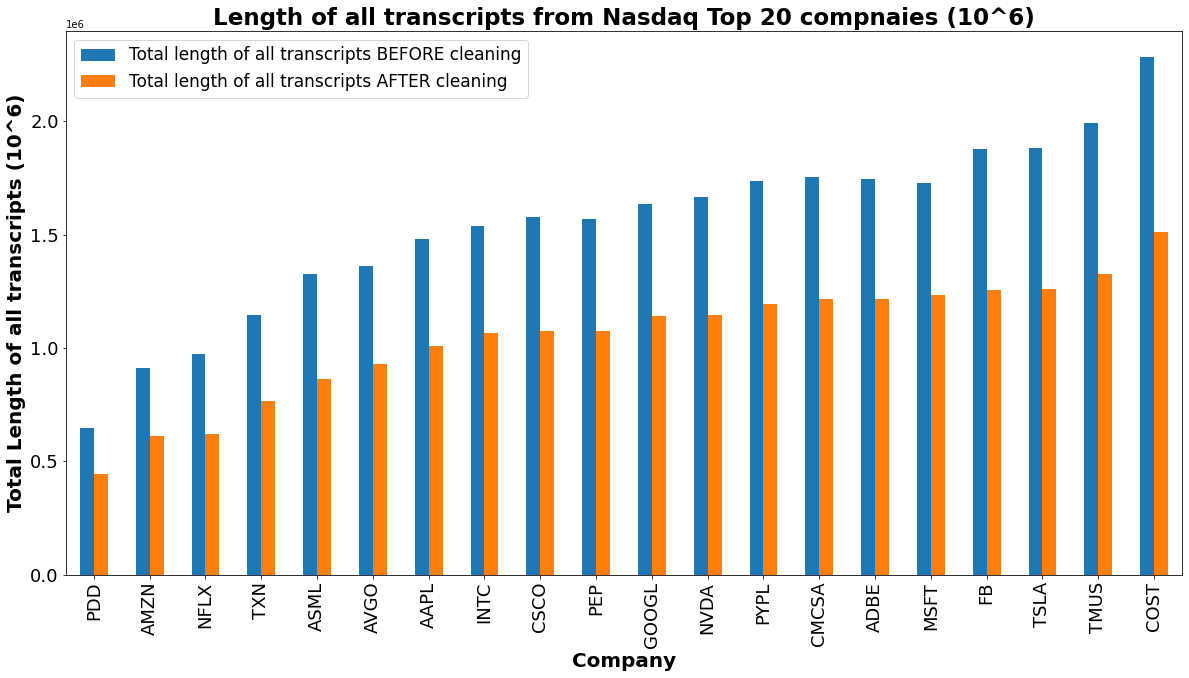 Length of all transcripts from Nasdaq Top 20 compnaies (10^6)
1e6
Total length of all transcripts BEFORE cleaning
Total length of all transcripts AFTER cleaning
Total Length of all transcripts (10^6)
2.0
1.5
1.0
0.5
0.0
PDD
AMZN
NFLX
TXN
ASML
AVGO
AAPL
INTC
CSCO
PEP
GOOGL
NVDA
PYPL
CMCSA
ADBE
MSFT
FB
TSLA
TMUS
COST
Company